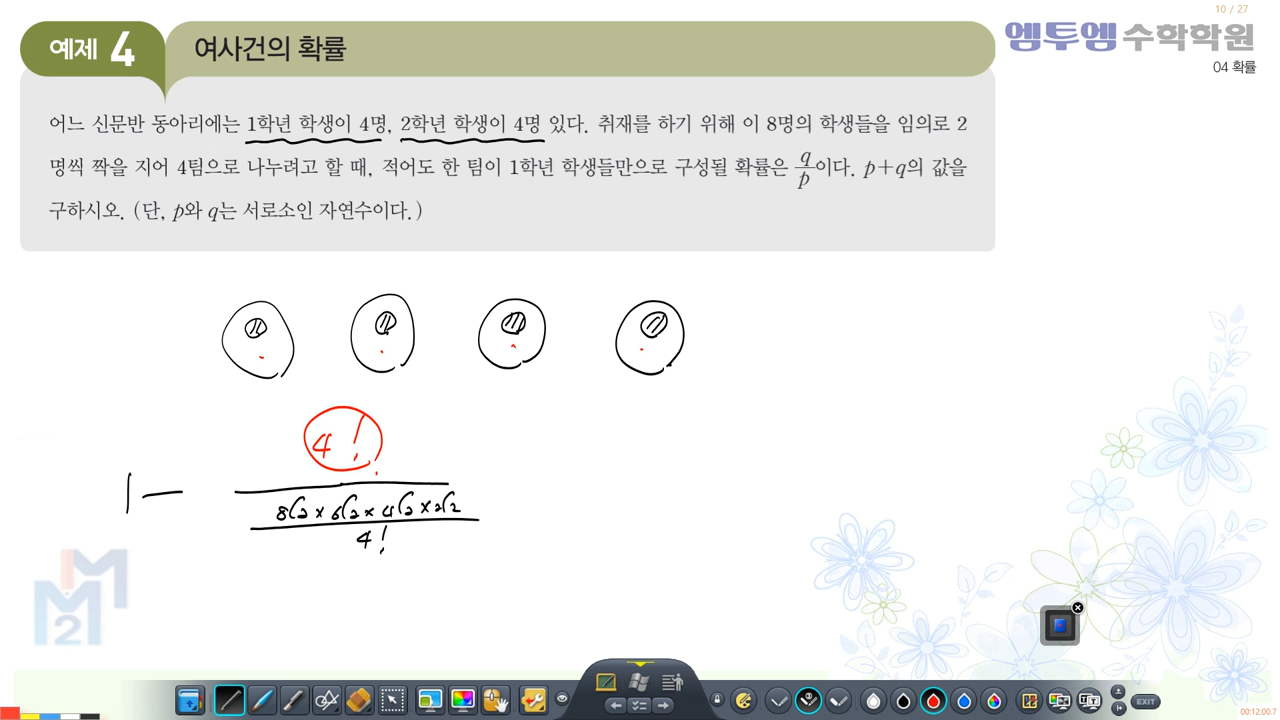 10 / 27
예제 4 여사건의 확률
엠투엠 수학학원
04 확률
어느 신문반 동아리에는 1학년 학생이 4명, 2학년 학생이 4명 있다. 취재를 하기 위해 이 8명의 학생들을 임의로 2
명씩 짝을 지어 4팀으로 나누려고 할 때, 적어도 한 팀이 1학년 학생들만으로 구성될 확률은 q/p이다. p+q의 값을
구하시오. (단, p와 q는 서로소인 자연수이다.)
4!
1 —
8C2 × 6C2 × 4C2 × 2C2
4!
M
M2
EXIT
00:12:00.7